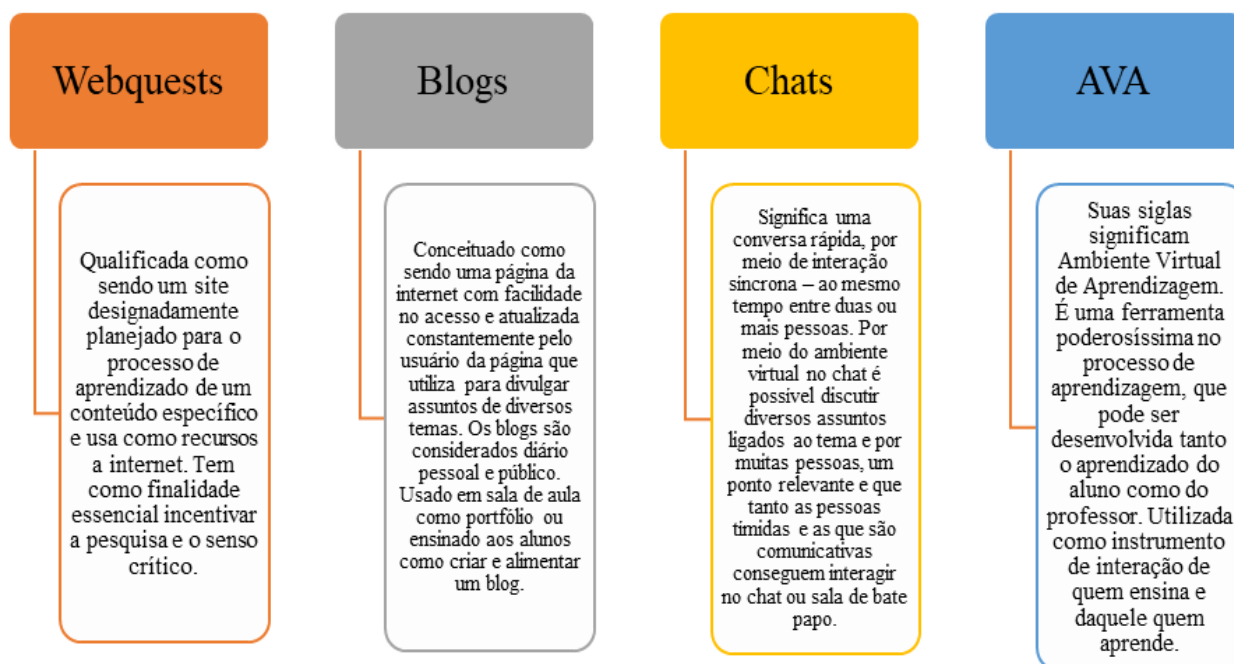 Webquests
Qualificada como
sendo um site
designadamente
planejado para o
processo de
aprendizado de um
conteúdo específico
e usa como recursos
a internet. Tem
como finalidade
essencial incentivar
a pesquisa e o senso
crítico.
Blogs
Conceituado como
sendo uma página da
internet com facilidade
no acesso e atualizada
constantemente pelo
usuário da página que
utiliza para divulgar
assuntos de diversos
temas. Os blogs são
considerados diário
pessoal e público.
Usado em sala de aula
como portfólio ou
ensinado aos alunos
como criar e alimentar
um blog.
Chats
Significa uma
conversa rápida, por
meio de interação
síncrona – ao mesmo
tempo entre duas ou
mais pessoas. Por
meio do ambiente
virtual no chat é
possível discutir
diversos assuntos
ligados ao tema e por
muitas pessoas, um
ponto relevante e que
tanto as pessoas
tímidas e as que são
comunicativas
conseguem interagir
no chat ou sala de bate
papo.
AVA
Suas siglas
significam
Ambiente Virtual
de Aprendizagem.
É uma ferramenta
poderosíssima no
processo de
aprendizagem, que
pode ser
desenvolvida tanto
o aprendizado do
aluno como do
professor. Utilizada
como instrumento
de interação de
quem ensina e
daquele quem
aprende.